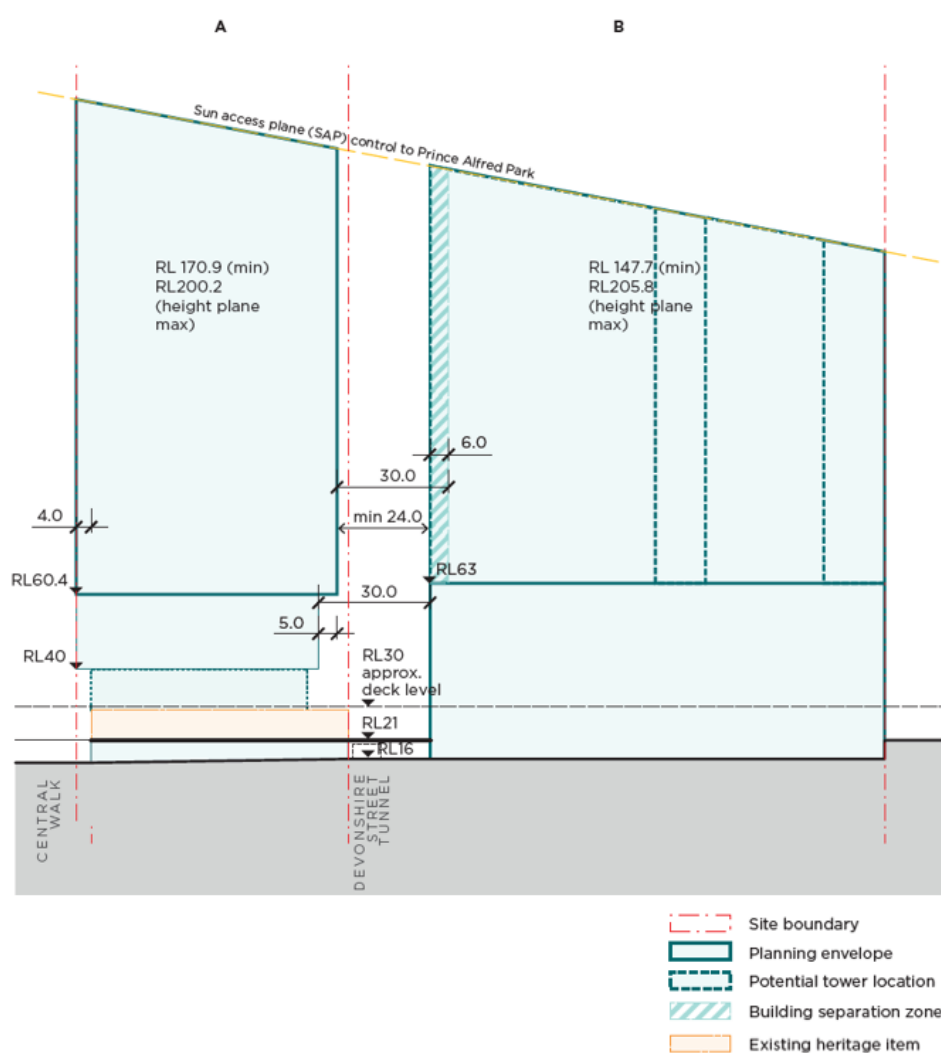 A
B
Sun access plane (SAP) control to Prince Alfred Park
RL 170.9 (min)
RL200.2
(height plane
max)
RL 147.7 (min)
RL205.8
(height plane
max)
6.0
30.0
4.0
min 24.0
RL60.4
RL63
30.0
5.0
RL40
RL30
approx.
deck level
RL21
RL16
CENTRAL
WALK
DEVONSHIRE
STREET
TUNNEL
Site boundary
Planning envelope
Potential tower location
Building separation zone
Existing heritage item